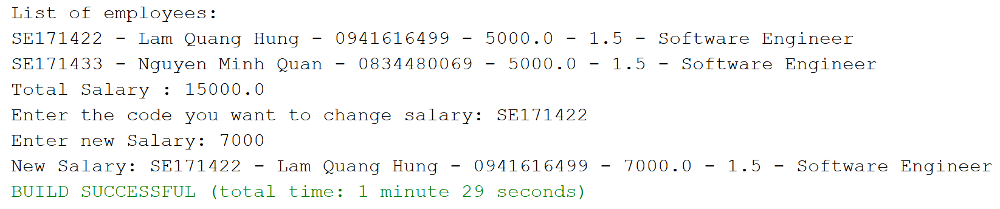 List of employees:
SE171422 - Lam Quang Hung - 0941616499 - 5000.0 - 1.5 - Software Engineer
SE171433 - Nguyen Minh Quan - 0834480069 - 5000.0 - 1.5 - Software Engineer
Total Salary : 15000.0
Enter the code you want to change salary: SE171422
Enter new Salary: 7000
New Salary: SE171422 - Lam Quang Hung - 0941616499 - 7000.0 - 1.5 - Software Engineer
BUILD SUCCESSFUL (total time: 1 minute 29 seconds)